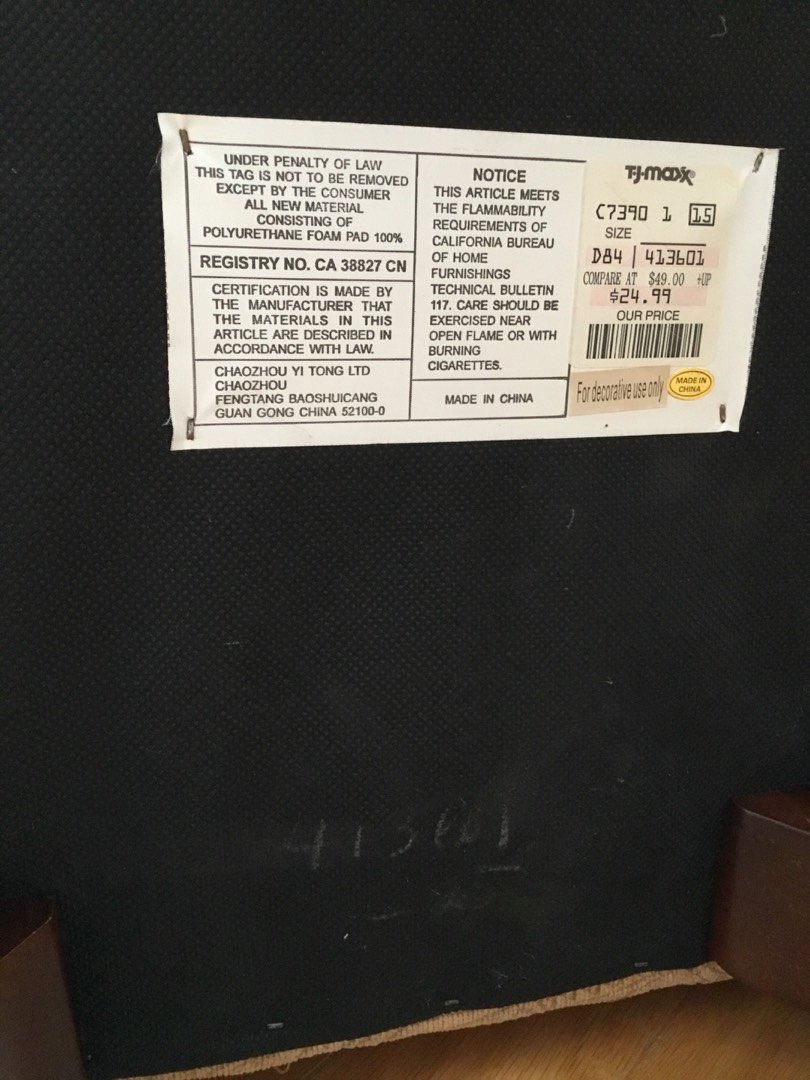 UNDER PENALTY OF LAW
THIS TAG IS NOT TO BE REMOVED
EXCEPT BY THE CONSUMER
ALL NEW MATERIAL
CONSISTING OF
POLYURETHANE FOAM PAD 100%
REGISTRY NO. CA 38827 CN
CERTIFICATION IS MADE BY
THE MANUFACTURER THAT
THE MATERIALS IN THIS
ARTICLE ARE DESCRIBED IN
ACCORDANCE WITH LAW.
CHAOZHOU YI TONG LTD
CHAOZHOU
FENGTANG BAOSHUICANG
GUAN GONG CHINA 52100-0
NOTICE
THIS ARTICLE MEETS
THE FLAMMABILITY
REQUIREMENTS OF
CALIFORNIA BUREAU
OF HOME
FURNISHINGS
TECHNICAL BULLETIN
117. CARE SHOULD BE
EXERCISED NEAR
OPEN FLAME OR WITH
BURNING
CIGARETTES.
MADE IN CHINA
T·J·maxx®
C7390 1 15
SIZE
D84 | 413601
COMPARE AT $49.00 +UP
$24.99
OUR PRICE
For decorative use only
MADE IN
CHINA
413601